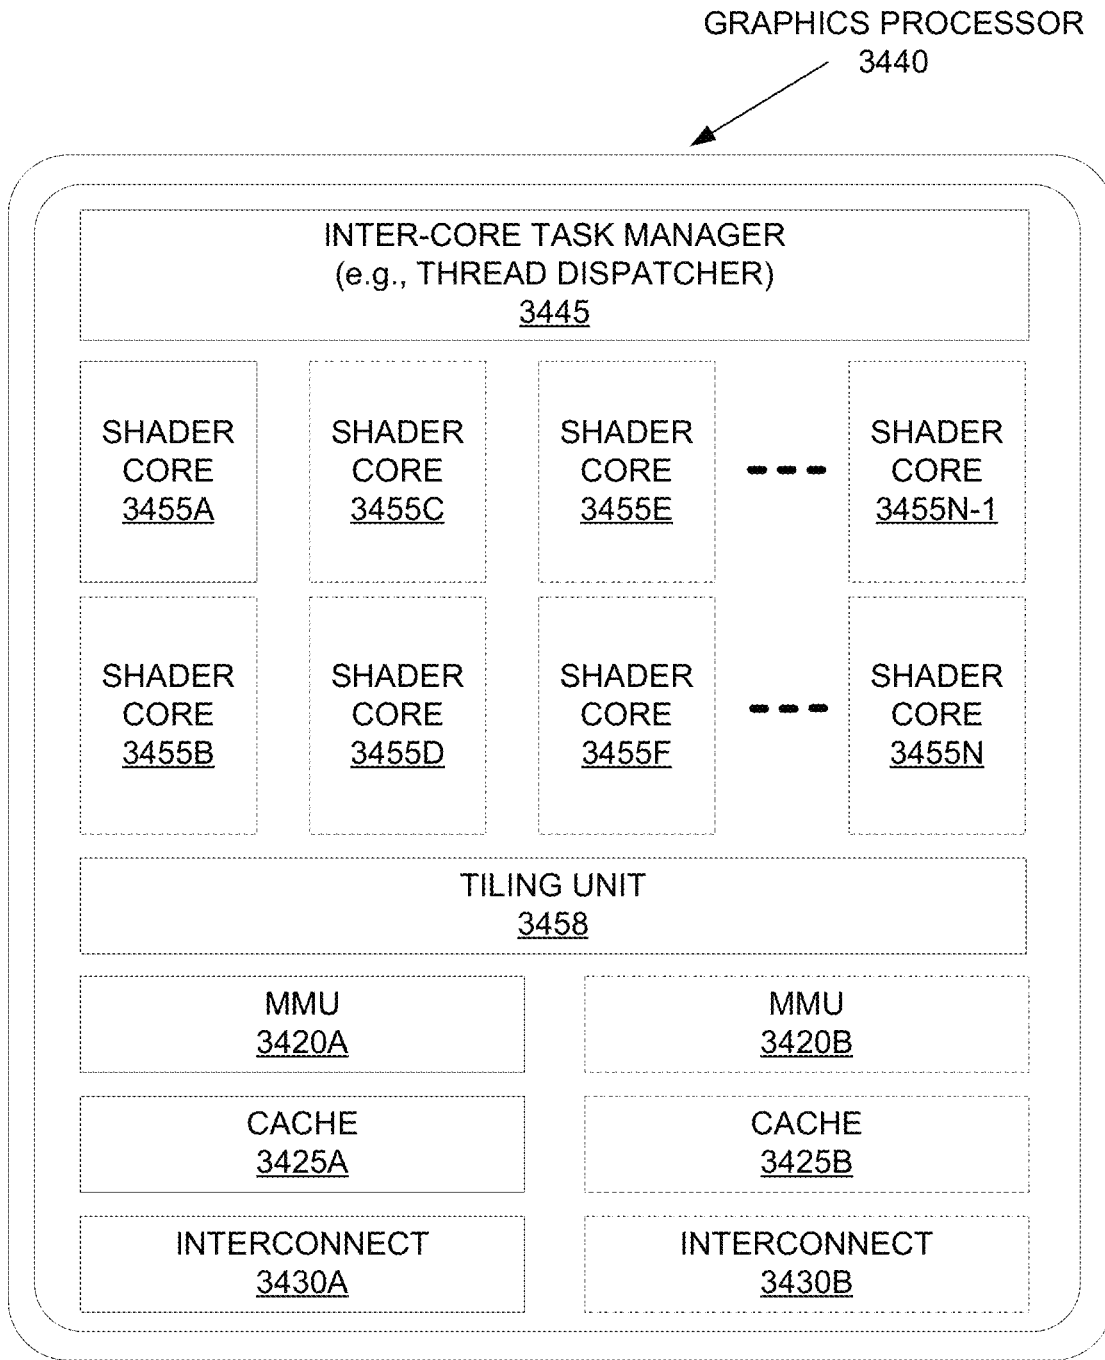 GRAPHICS PROCESSOR
3440
INTER-CORE TASK MANAGER
(e.g., THREAD DISPATCHER)
3445
SHADER
CORE
3455A
SHADER
CORE
3455C
SHADER
CORE
3455E
SHADER
CORE
3455N-1
SHADER
CORE
3455B
SHADER
CORE
3455D
SHADER
CORE
3455F
SHADER
CORE
3455N
TILING UNIT
3458
MMU
3420A
MMU
3420B
CACHE
3425A
CACHE
3425B
INTERCONNECT
3430A
INTERCONNECT
3430B